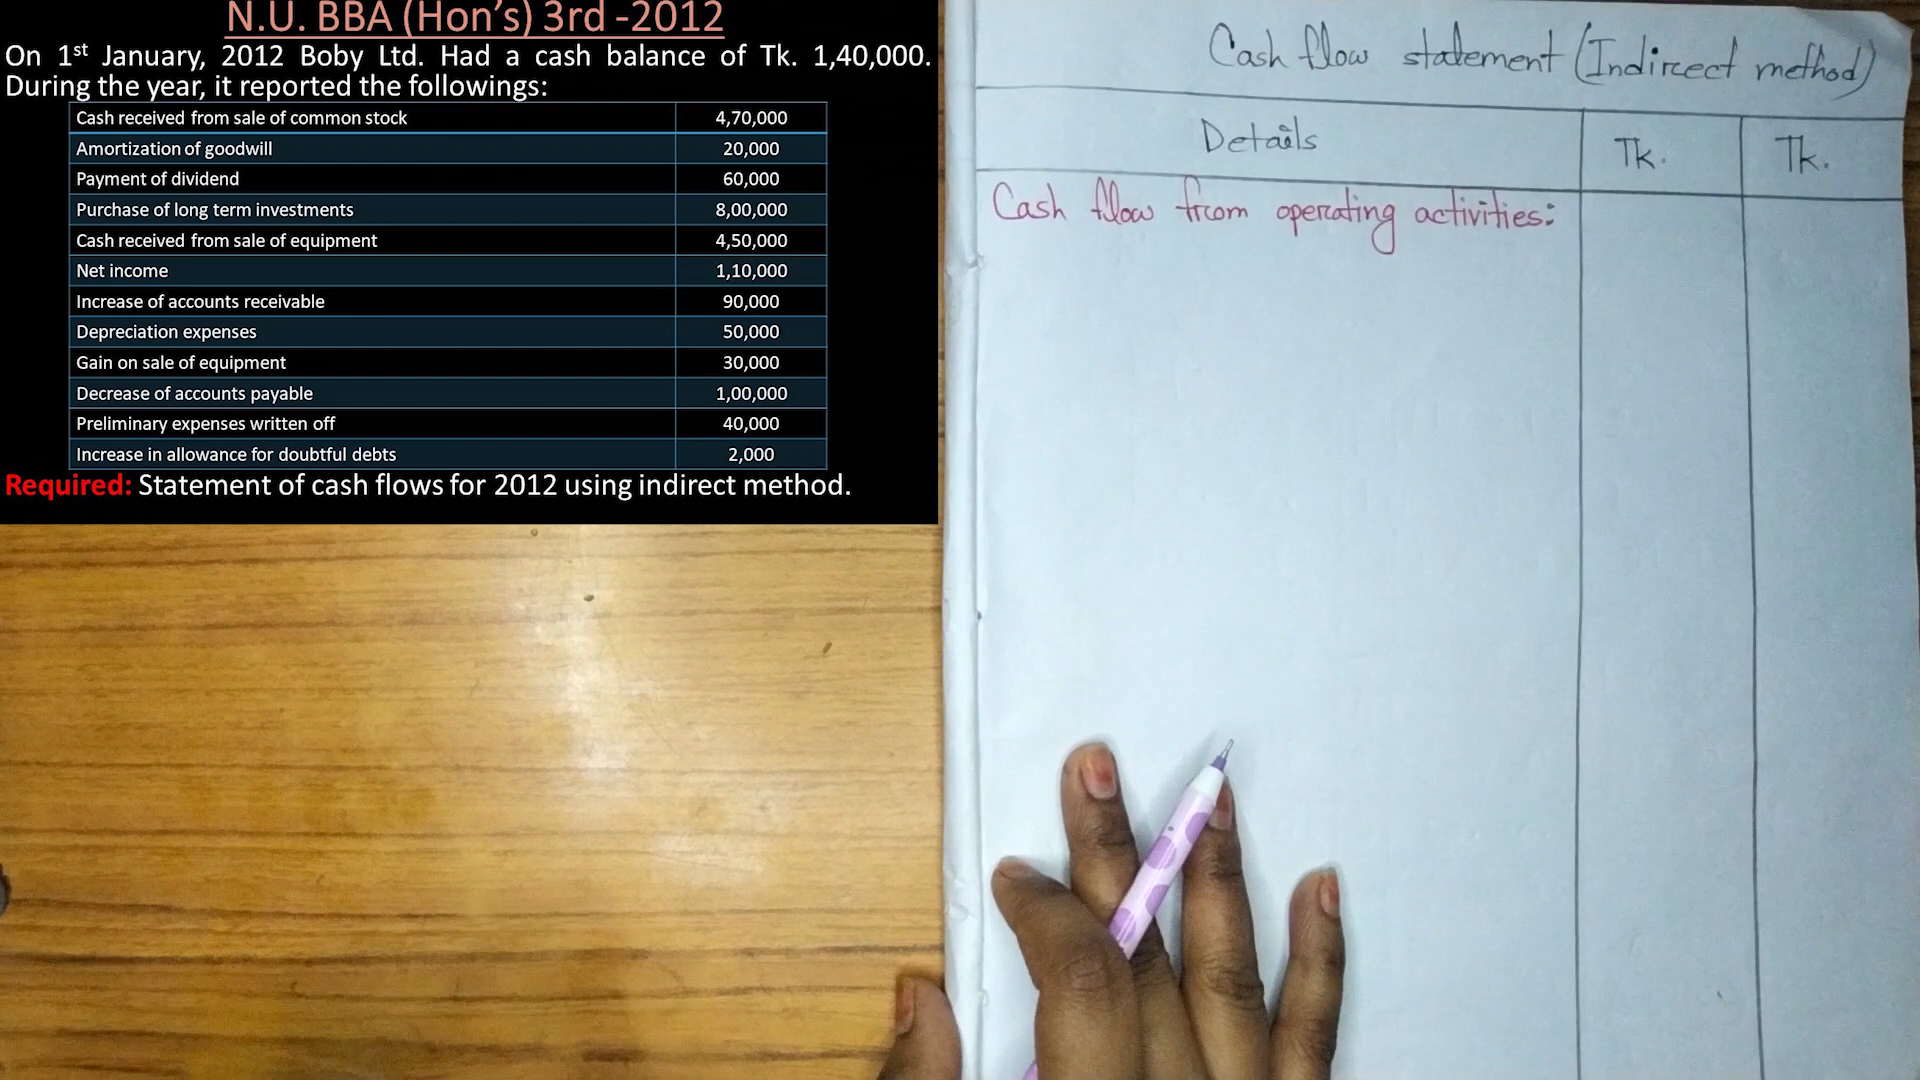 N.U. BBA (Hon's) 3rd -2012
On 1st January, 2012 Boby Ltd. Had a cash balance of Tk. 1,40,000.
During the year, it reported the followings:
Cash received from sale of common stock 4,70,000
Amortization of goodwill 20,000
Payment of dividend 60,000
Purchase of long term investments 8,00,000
Cash received from sale of equipment 4,50,000
Net income 1,10,000
Increase of accounts receivable 90,000
Depreciation expenses 50,000
Gain on sale of equipment 30,000
Decrease of accounts payable 1,00,000
Preliminary expenses written off 40,000
Increase in allowance for doubtful debts 2,000
Required: Statement of cash flows for 2012 using indirect method.
Cash flow statement (Indirect method)
Details Tk. Tk.
Cash flow from operating activities: